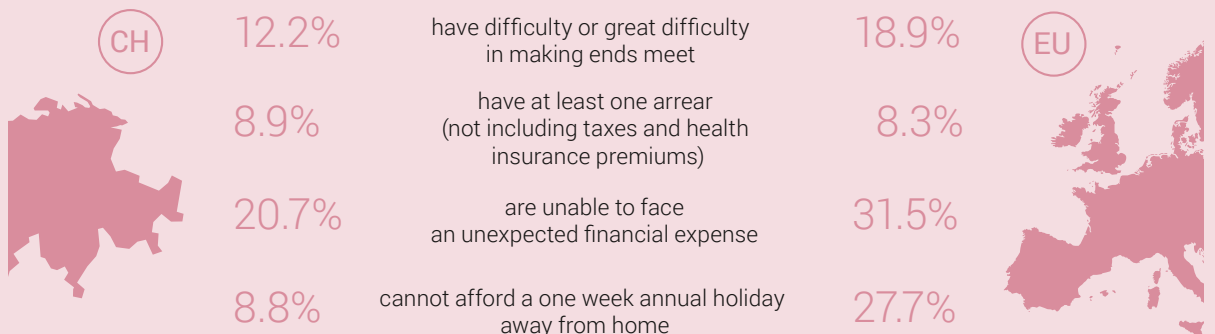 CH
12.2%
have difficulty or great difficulty
in making ends meet
18.9%
EU
8.9%
have at least one arrear
(not including taxes and health
insurance premiums)
8.3%
20.7%
are unable to face
an unexpected financial expense
31.5%
8.8%
cannot afford a one week annual holiday
away from home
27.7%